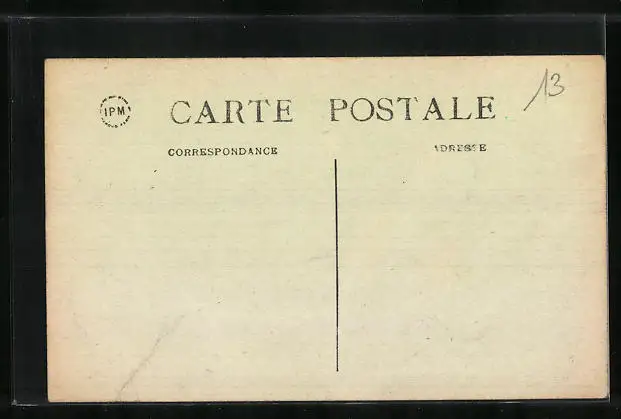 IPM
CARTE POSTALE
13
CORRESPONDANCE
ADRESSE